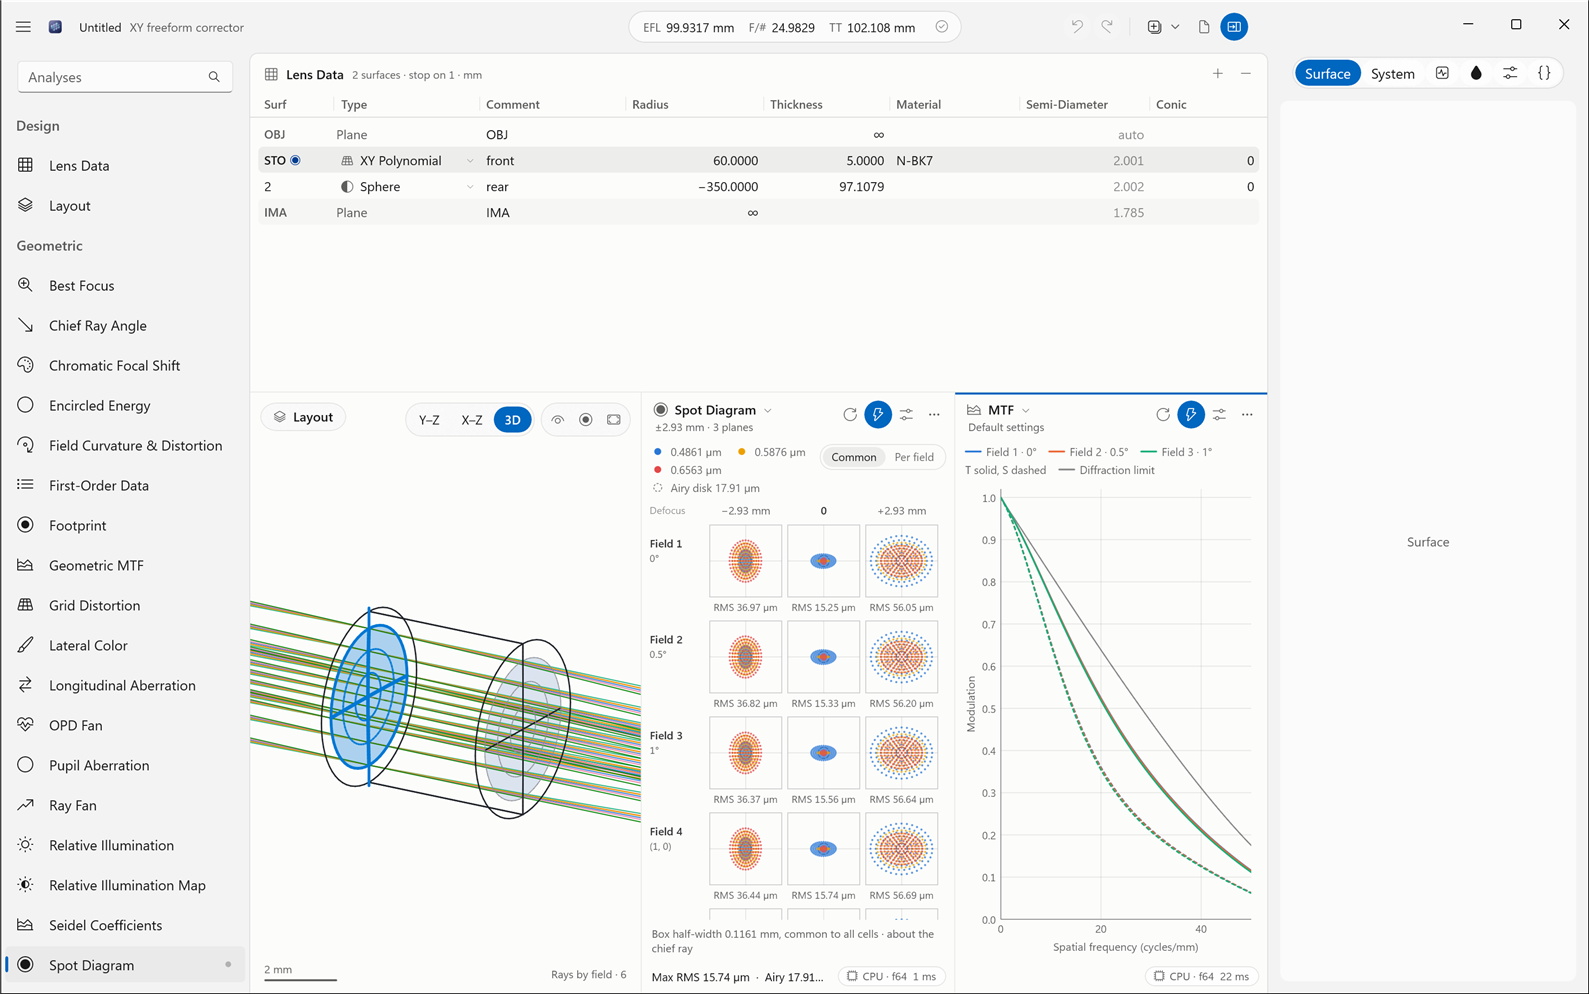 Untitled XY freeform corrector
EFL 99.9317 mm F/# 24.9829 TT 102.108 mm
Analyses
Design
Lens Data
Layout
Geometric
Best Focus
Chief Ray Angle
Chromatic Focal Shift
Encircled Energy
Field Curvature & Distortion
First-Order Data
Footprint
Geometric MTF
Grid Distortion
Lateral Color
Longitudinal Aberration
OPD Fan
Pupil Aberration
Ray Fan
Relative Illumination
Relative Illumination Map
Seidel Coefficients
Spot Diagram
Lens Data 2 surfaces · stop on 1 · mm
Surf Type Comment Radius Thickness Material Semi-Diameter Conic
OBJ Plane OBJ ∞ auto
STO XY Polynomial front 60.0000 5.0000 N-BK7 2.001 0
2 Sphere rear −350.0000 97.1079 2.002 0
IMA Plane IMA ∞ 1.785
Layout
Y–Z X–Z 3D
2 mm
Rays by field · 6
Spot Diagram
±2.93 mm · 3 planes
0.4861 µm 0.5876 µm
0.6563 µm
Airy disk 17.91 µm
Common Per field
Defocus −2.93 mm 0 +2.93 mm
Field 1
0°
RMS 36.97 µm RMS 15.25 µm RMS 56.05 µm
Field 2
0.5°
RMS 36.82 µm RMS 15.33 µm RMS 56.20 µm
Field 3
1°
RMS 36.37 µm RMS 15.56 µm RMS 56.64 µm
Field 4
(1, 0)
RMS 36.44 µm RMS 15.74 µm RMS 56.69 µm
Box half-width 0.1161 mm, common to all cells · about the
chief ray
Max RMS 15.74 µm · Airy 17.91...
CPU · f64 1 ms
MTF
Default settings
Field 1 · 0° Field 2 · 0.5° Field 3 · 1°
T solid, S dashed Diffraction limit
1.0
0.9
0.8
0.7
0.6
0.5
0.4
0.3
0.2
0.1
0.0
Modulation
0 20 40
Spatial frequency (cycles/mm)
CPU · f64 22 ms
Surface System { }
Surface